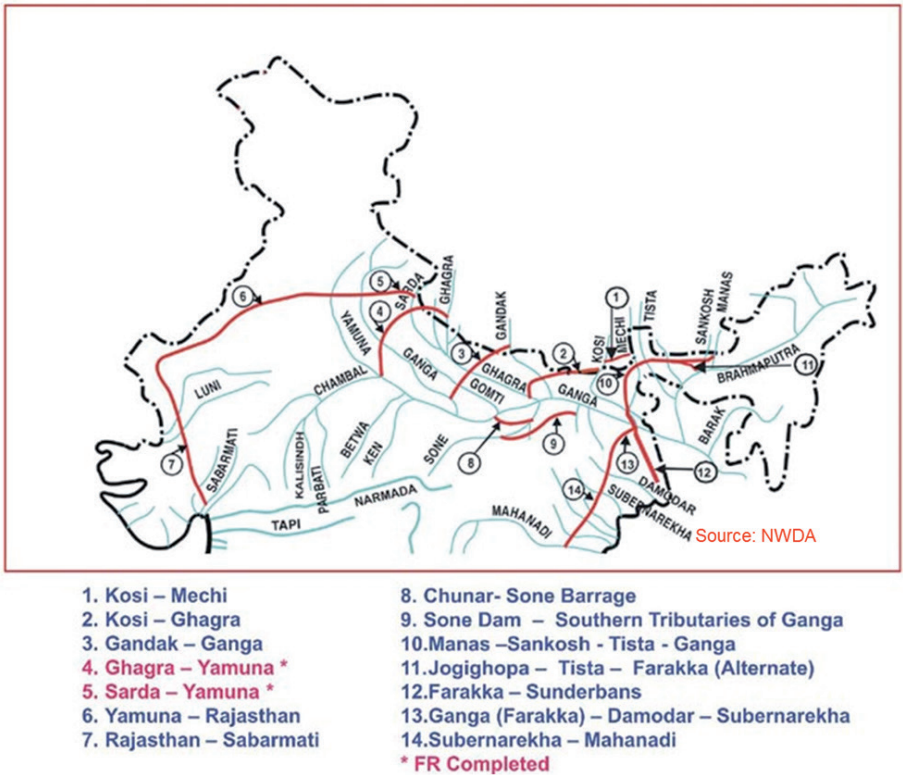 6
5
SARDA
GHAGRA
4
YAMUNA
GANGA
3
GANDAK
GHAGRA
GOMTI
2
KOSI
1
MECHI
TISTA
10
GANGA
SANKOSH
MANAS
BRAHMAPUTRA
11
LUNI
CHAMBAL
BARAK
7
SABARMATI
KALISINDH
PARBATI
BETWA
KEN
SONE
8
9
13
12
DAMODAR
14
SUBERNAREKHA
NARMADA
TAPI
MAHANADI
Source: NWDA
1. Kosi – Mechi
2. Kosi – Ghagra
3. Gandak – Ganga
4. Ghagra – Yamuna *
5. Sarda – Yamuna *
6. Yamuna – Rajasthan
7. Rajasthan – Sabarmati
8. Chunar- Sone Barrage
9. Sone Dam – Southern Tributaries of Ganga
10.Manas –Sankosh - Tista - Ganga
11.Jogighopa – Tista – Farakka (Alternate)
12.Farakka – Sunderbans
13.Ganga (Farakka) – Damodar – Subernarekha
14.Subernarekha – Mahanadi
* FR Completed